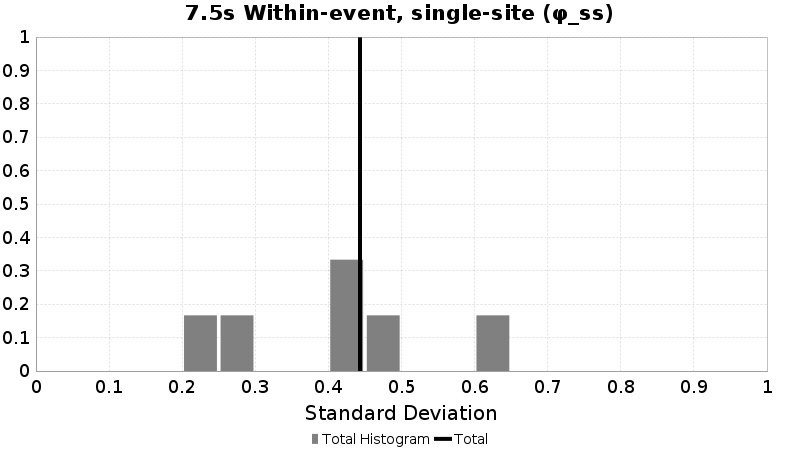 7.5s Within-event, single-site (φ_ss)
1
0.9
0.8
0.7
0.6
0.5
0.4
0.3
0.2
0.1
0
0 0.1 0.2 0.3 0.4 0.5 0.6 0.7 0.8 0.9 1
Standard Deviation
Total Histogram Total